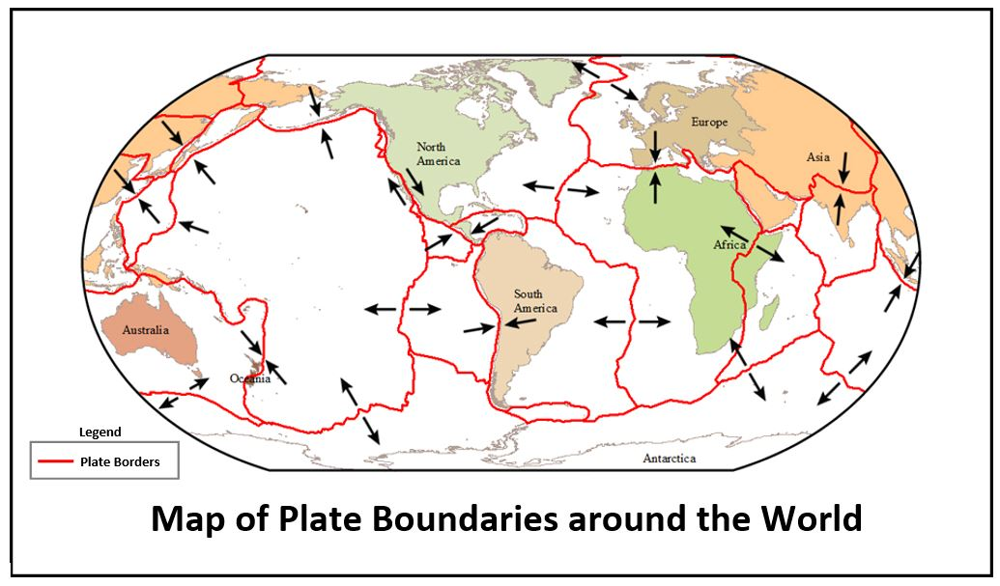 North
America
Europe
Asia
Africa
South
America
Australia
Oceania
Legend
Plate Borders
Antarctica
Map of Plate Boundaries around the World